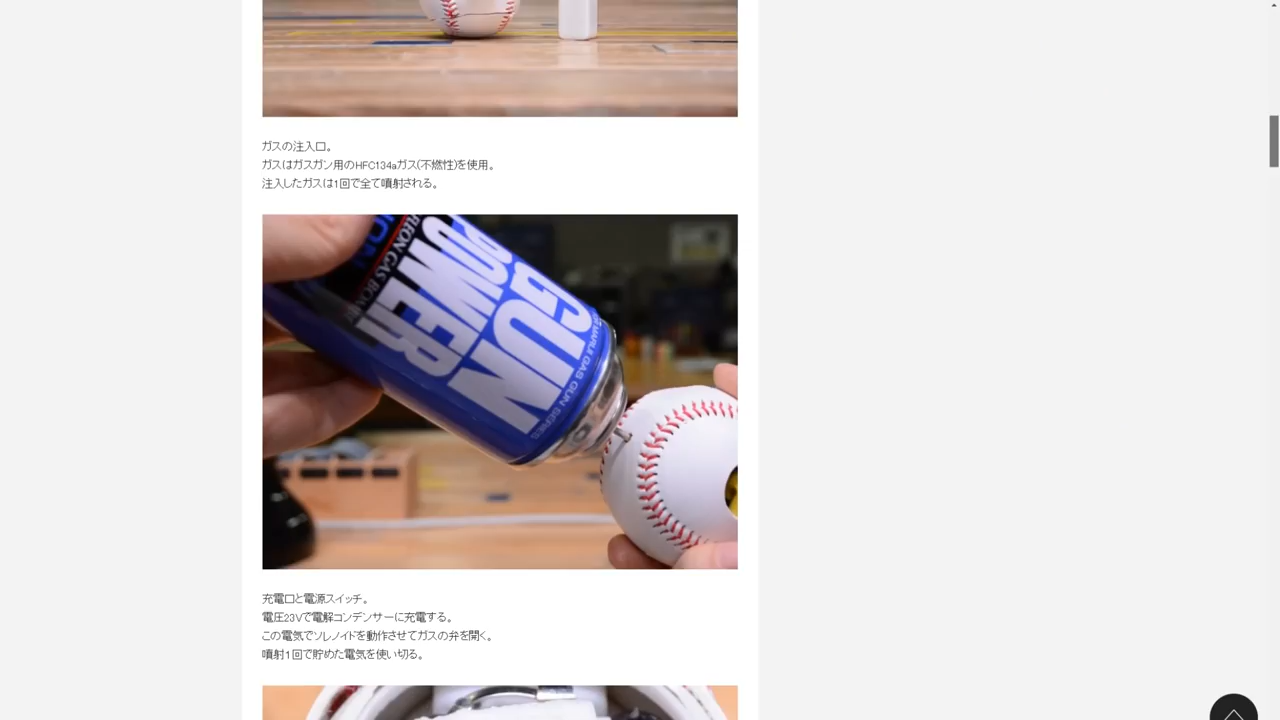 ガスの注入口。
ガスはガスガン用のHFC134aガス(不燃性)を使用。
注入したガスは1回で全て噴射される。
GUN
POWER
充電口と電源スイッチ。
電圧23Vで電解コンデンサーに充電する。
この電気でソレノイドを動作させてガスの弁を開く。
噴射1回で貯めた電気を使い切る。